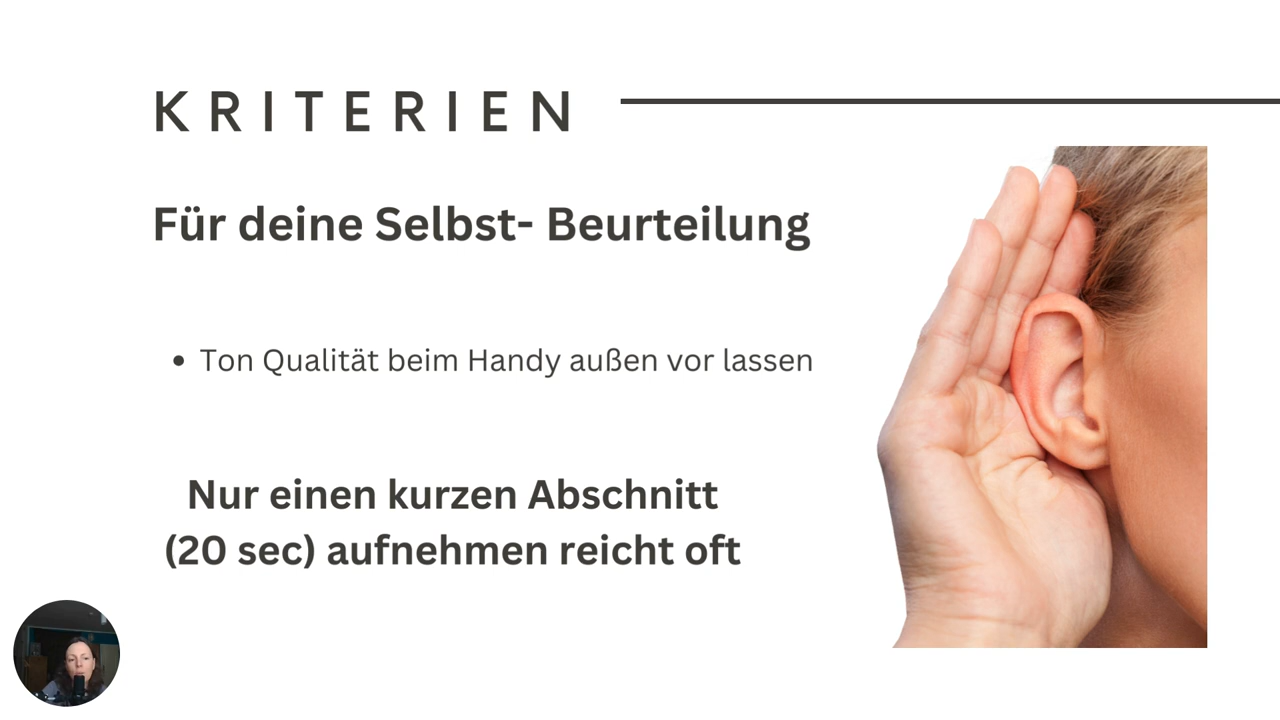 KRITERIEN
Für deine Selbst- Beurteilung
• Ton Qualität beim Handy außen vor lassen
Nur einen kurzen Abschnitt
(20 sec) aufnehmen reicht oft